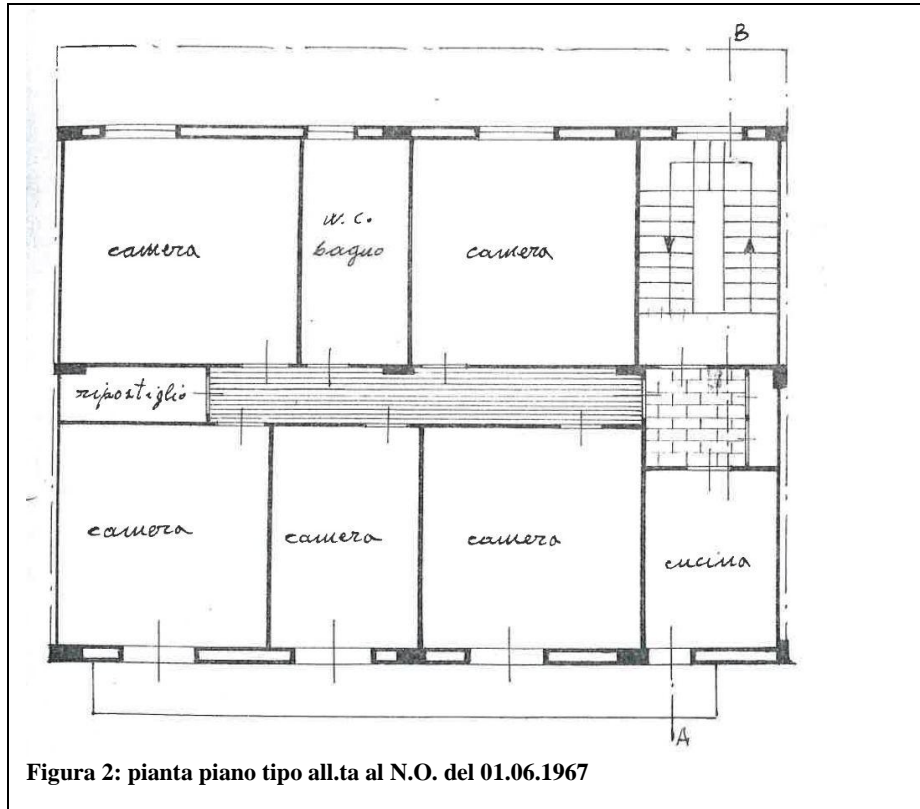 B
camera
w.c.
bagno
camera
ripostiglio
camera
camera
camera
cucina
A
Figura 2: pianta piano tipo all.ta al N.O. del 01.06.1967